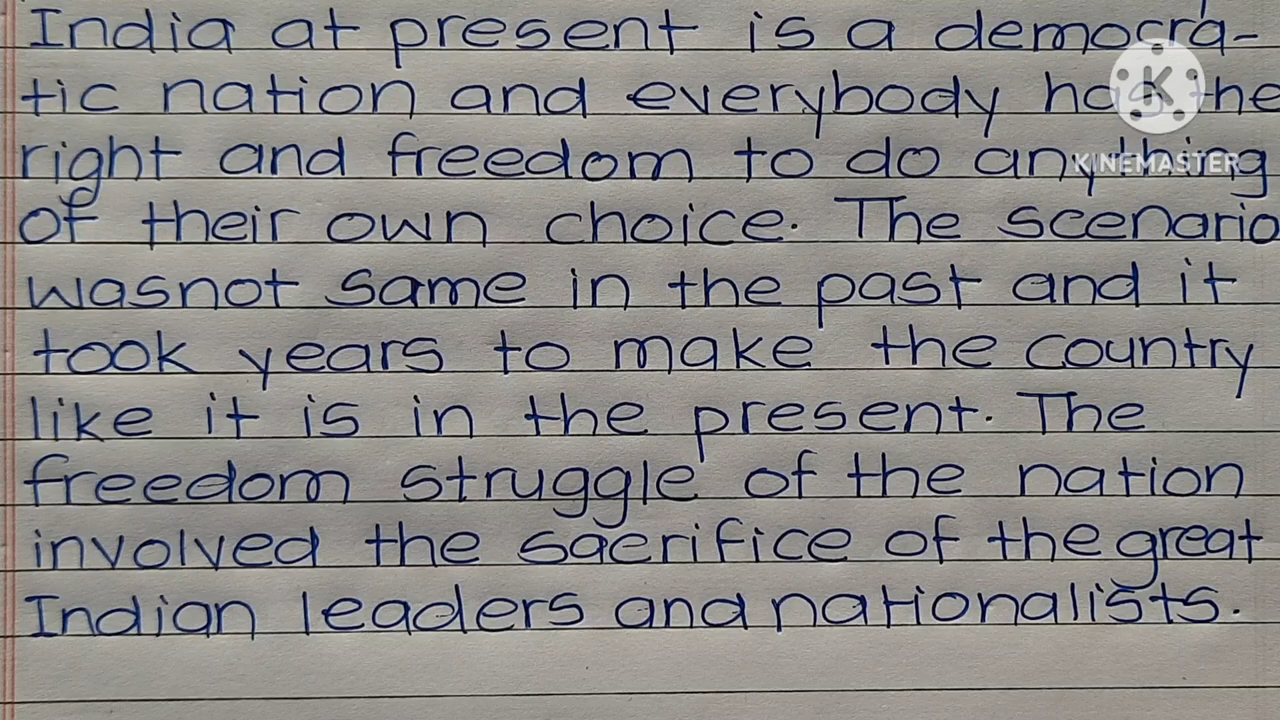 India at present is a democra-
tic nation and everybody has the
right and freedom to do anything
of their own choice. The scenario
wasnot same in the past and it
took years to make the country
like it is in the present. The
freedom struggle of the nation
involved the sacrifice of the great
Indian leaders and nationalists.
K
KINEMASTER